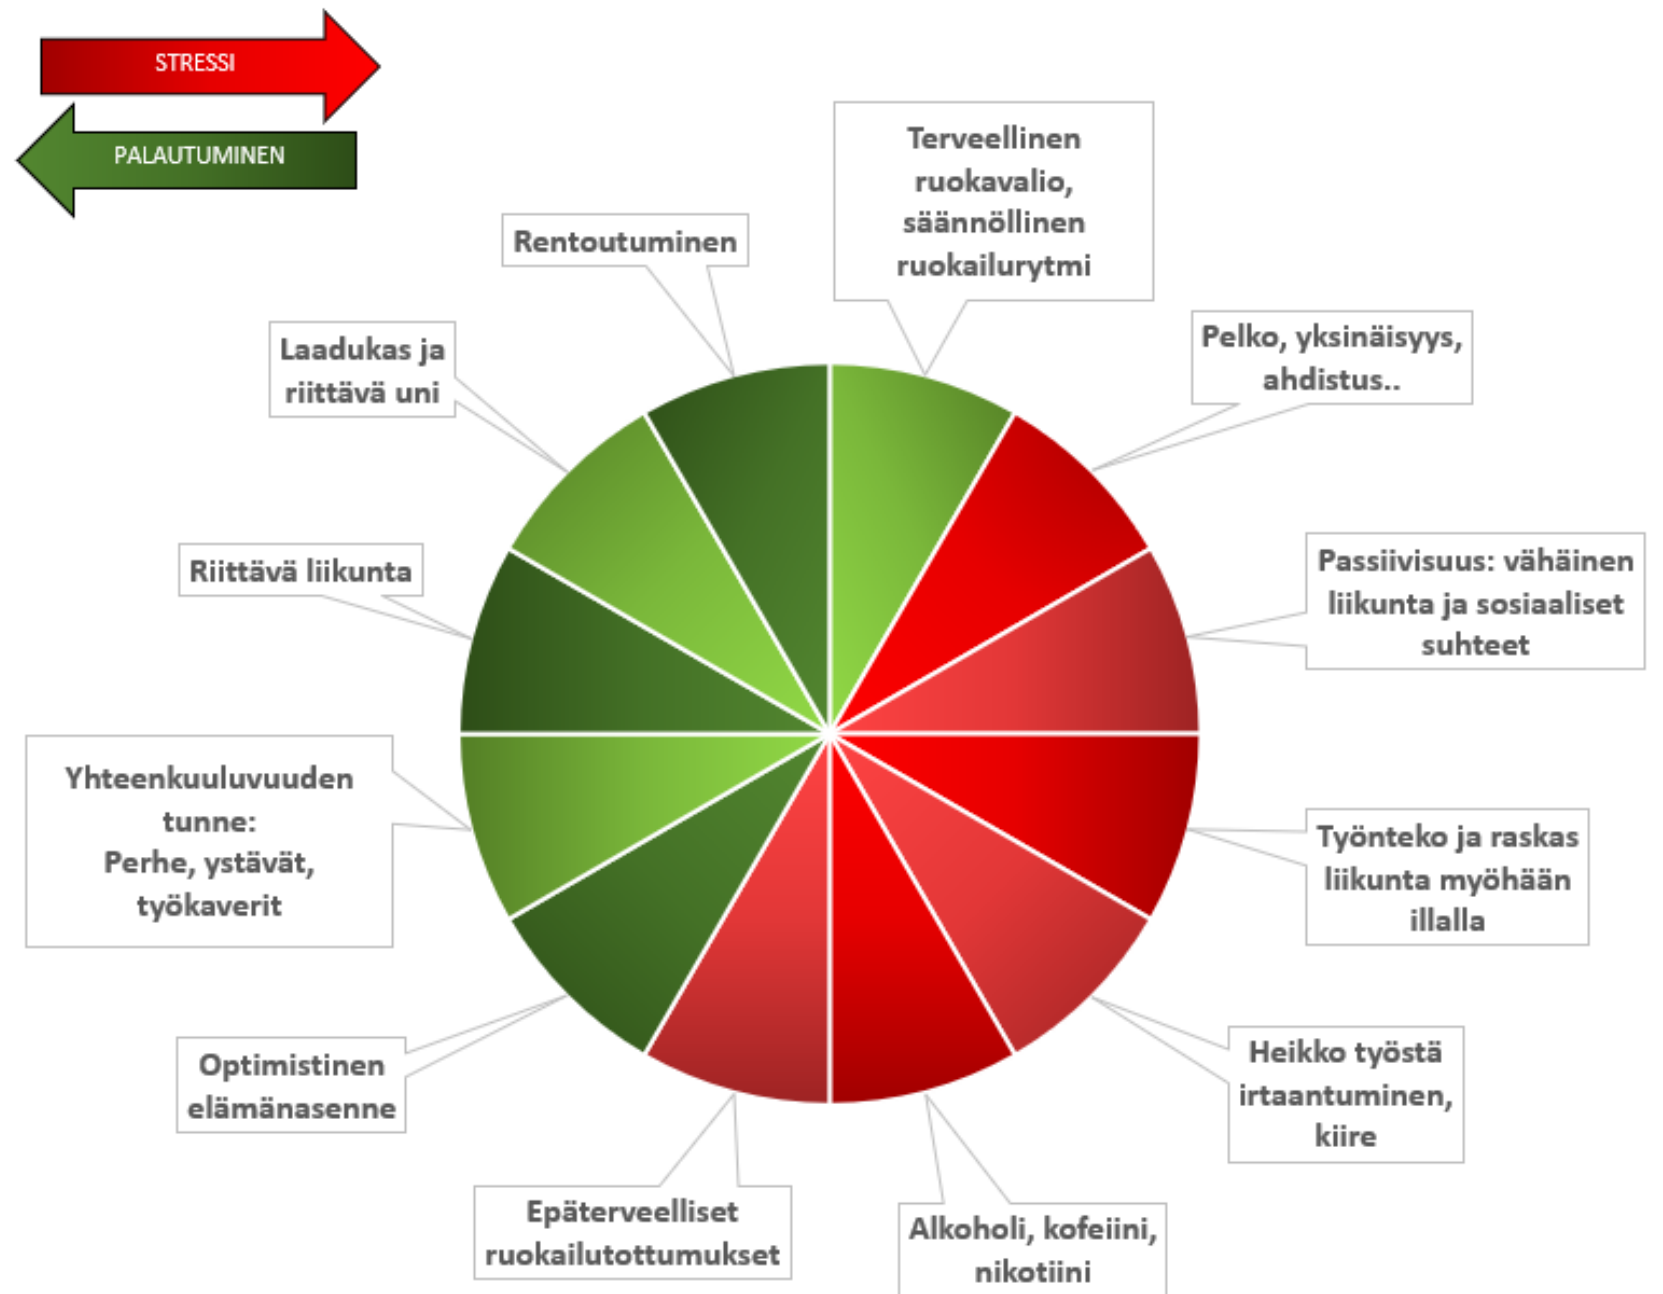 STRESSI
PALAUTUMINEN
Terveellinen
ruokavalio,
säännöllinen
ruokailurytmi
Pelko, yksinäisyys,
ahdistus..
Passiivisuus: vähäinen
liikunta ja sosiaaliset
suhteet
Työnteko ja raskas
liikunta myöhään
illalla
Heikko työstä
irtaantuminen,
kiire
Alkoholi, kofeiini,
nikotiini
Epäterveelliset
ruokailutottumukset
Optimistinen
elämänasenne
Yhteenkuuluvuuden
tunne:
Perhe, ystävät,
työkaverit
Riittävä liikunta
Laadukas ja
riittävä uni
Rentoutuminen